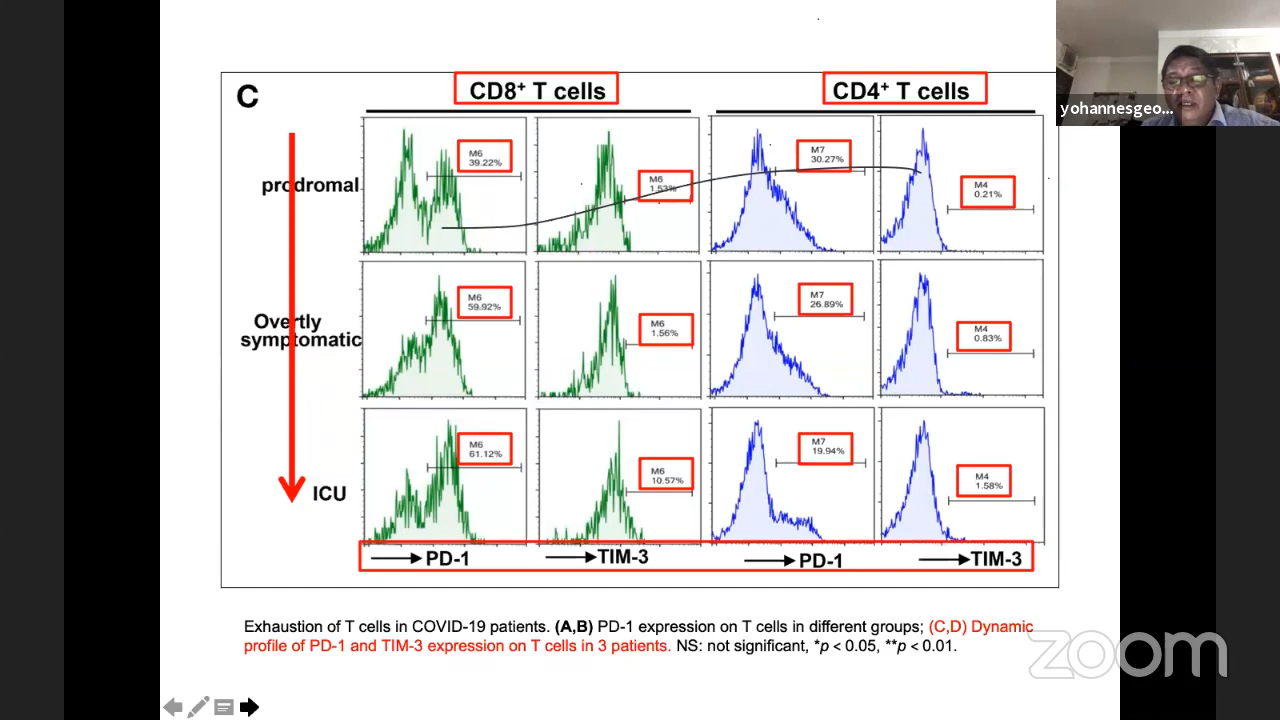 yohannesgeo...
C
CD8+ T cells
CD4+ T cells
prodromal
M6
39.22%
M6
1.53%
M7
30.27%
M4
0.21%
Overtly
symptomatic
M6
59.92%
M6
1.56%
M7
26.89%
M4
0.83%
ICU
M6
61.12%
M6
10.57%
M7
19.94%
M4
1.58%
PD-1
TIM-3
PD-1
TIM-3
Exhaustion of T cells in COVID-19 patients. (A,B) PD-1 expression on T cells in different groups; (C,D) Dynamic
profile of PD-1 and TIM-3 expression on T cells in 3 patients. NS: not significant, *p < 0.05, **p < 0.01.
zoom